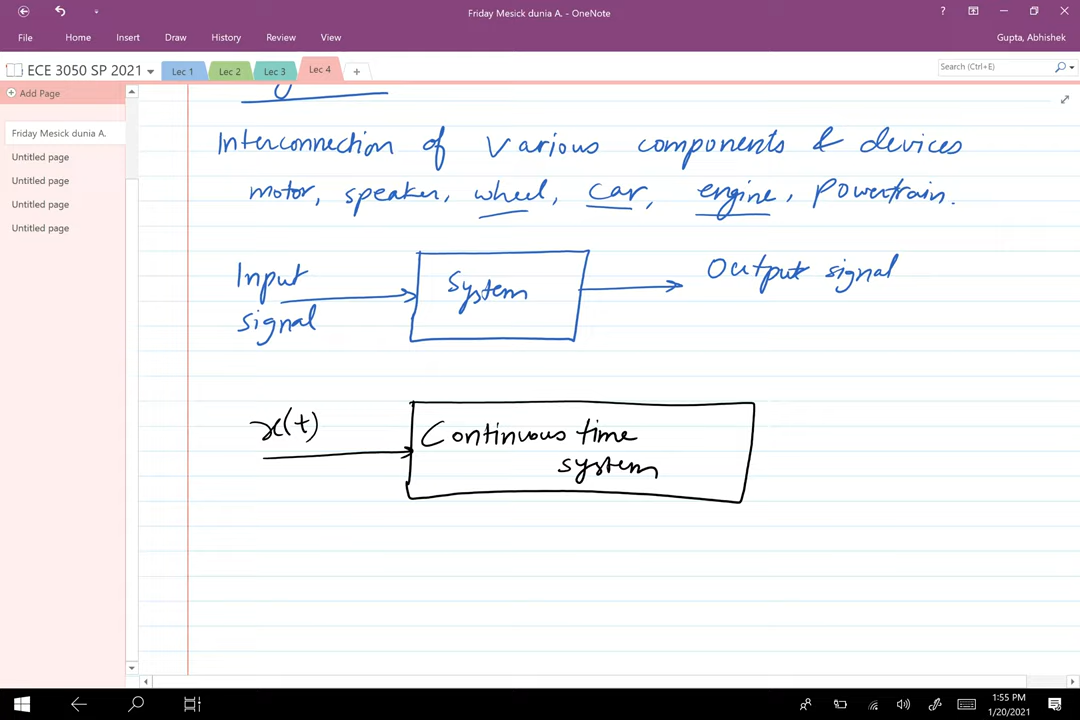 Friday Mesick dunia A. - OneNote
?
File Home Insert Draw History Review View
Gupta, Abhishek
ECE 3050 SP 2021
Lec 1 Lec 2 Lec 3 Lec 4 +
Search (Ctrl+E)
Add Page
Friday Mesick dunia A.
Untitled page
Untitled page
Untitled page
Untitled page
Interconnection of various components & devices
motor, speaker, wheel, car, engine, powertrain.
Input
signal
System
Output signal
x(t)
Continuous time
system
1:55 PM
1/20/2021